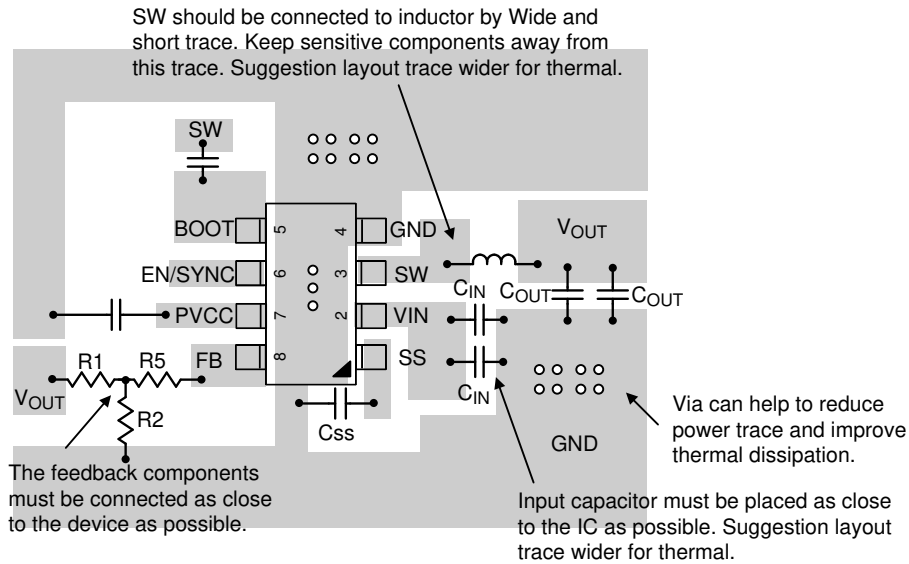 SW should be connected to inductor by Wide and
short trace. Keep sensitive components away from
this trace. Suggestion layout trace wider for thermal.
SW
BOOT
5
4
GND
VOUT
EN/SYNC
6
3
SW
CIN
COUT
COUT
PVCC
7
2
VIN
R1
R5
FB
8
SS
VOUT
R2
CIN
Css
Via can help to reduce
power trace and improve
thermal dissipation.
GND
The feedback components
must be connected as close
to the device as possible.
Input capacitor must be placed as close
to the IC as possible. Suggestion layout
trace wider for thermal.